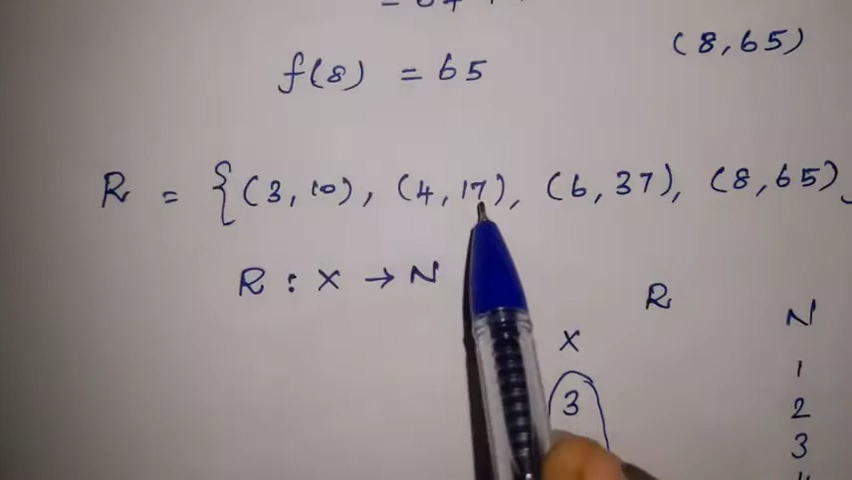 f(8) = 65
(8,65)
R = {(3,10), (4,17), (6,37), (8,65)
R : X → N
R
X
N
3
1
2
3